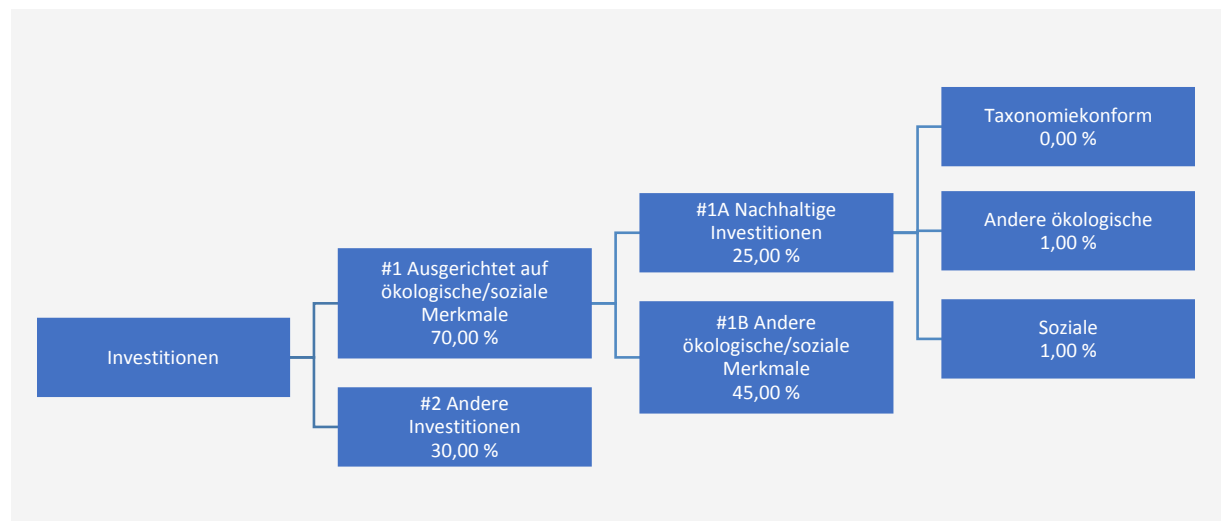 Investitionen
#1 Ausgerichtet auf
ökologische/soziale
Merkmale
70,00 %
#2 Andere
Investitionen
30,00 %
#1A Nachhaltige
Investitionen
25,00 %
#1B Andere
ökologische/soziale
Merkmale
45,00 %
Taxonomiekonform
0,00 %
Andere ökologische
1,00 %
Soziale
1,00 %